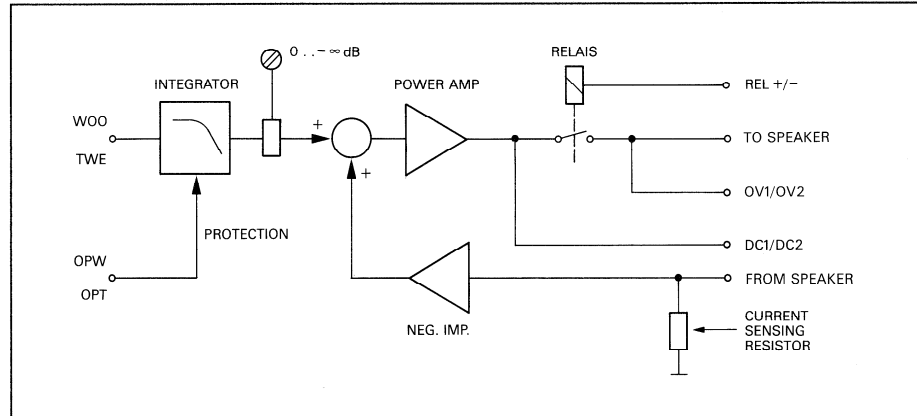 0 . . – ∞ dB
RELAIS
INTEGRATOR
POWER AMP
REL +/–
WOO
TWE
+
TO SPEAKER
+
OV1/OV2
PROTECTION
DC1/DC2
OPW
OPT
FROM SPEAKER
NEG. IMP.
CURRENT
SENSING
RESISTOR